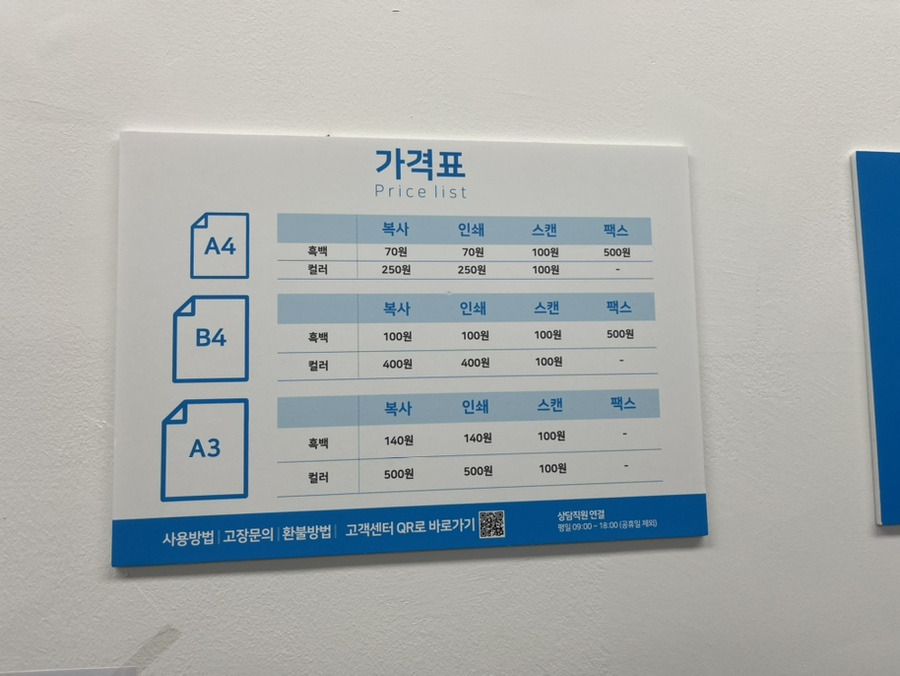 가격표
Price list
A4
복사 인쇄 스캔 팩스
흑백 70원 70원 100원 500원
컬러 250원 250원 100원 -
B4
복사 인쇄 스캔 팩스
흑백 100원 100원 100원 500원
컬러 400원 400원 100원 -
A3
복사 인쇄 스캔 팩스
흑백 140원 140원 100원 -
컬러 500원 500원 100원 -
사용방법 | 고장문의 | 환불방법 | 고객센터 QR로 바로가기
상담직원 연결
평일 09:00 ~ 18:00 (공휴일 제외)